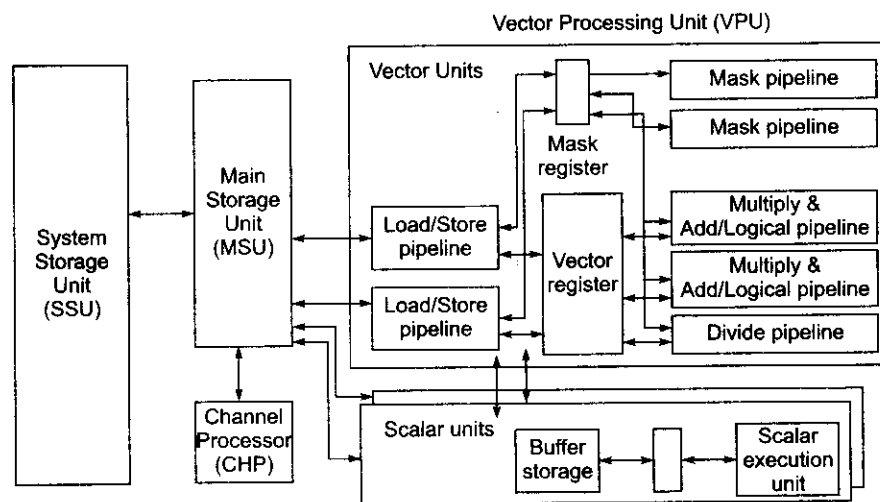 Vector Processing Unit (VPU)
Vector Units
Mask pipeline
Mask pipeline
Mask
register
Main
Storage
Unit
(MSU)
System
Storage
Unit
(SSU)
Load/Store
pipeline
Load/Store
pipeline
Vector
register
Multiply &
Add/Logical pipeline
Multiply &
Add/Logical pipeline
Divide pipeline
Channel
Processor
(CHP)
Scalar units
Buffer
storage
Scalar
execution
unit